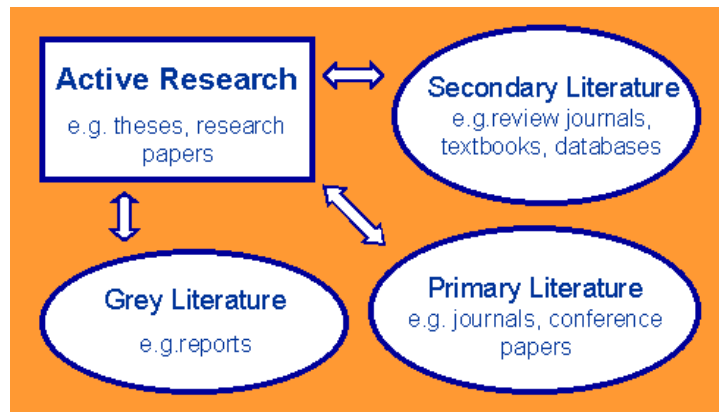 Active Research
e.g. theses, research
papers
Secondary Literature
e.g.review journals,
textbooks, databases
Grey Literature
e.g.reports
Primary Literature
e.g. journals, conference
papers